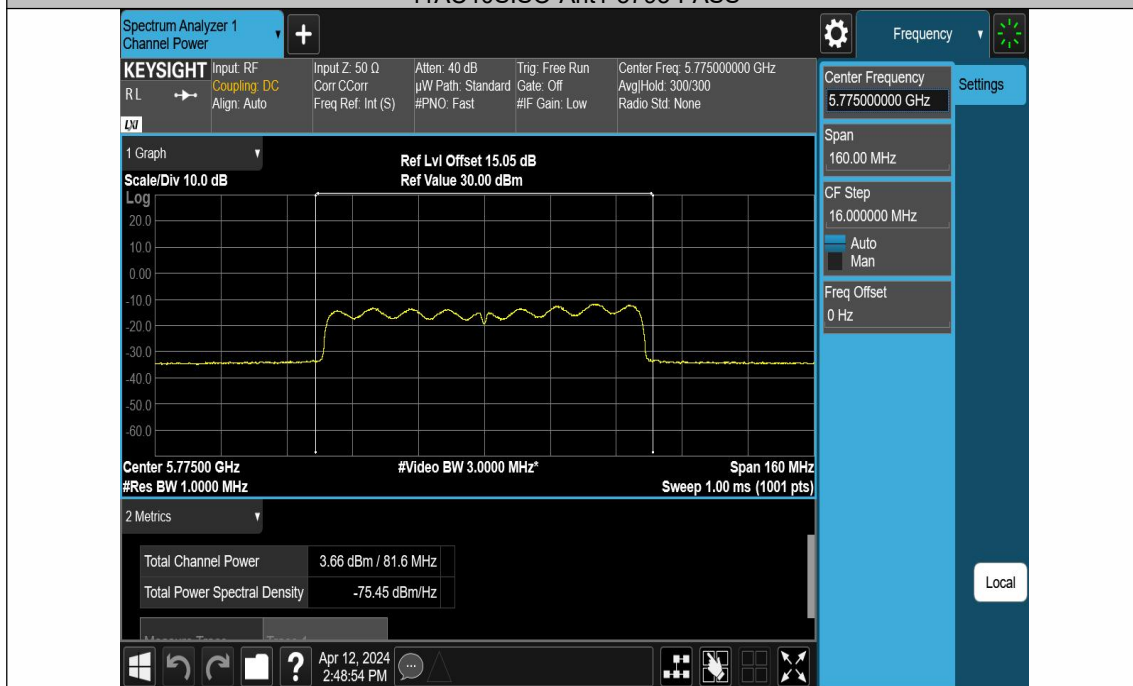 Spectrum Analyzer 1
Channel Power
Frequency
KEYSIGHT
RL
LXI
Input: RF
Coupling: DC
Align: Auto
Input Z: 50 Ω
Corr CCorr
Freq Ref: Int (S)
Atten: 40 dB
µW Path: Standard
#PNO: Fast
Trig: Free Run
Gate: Off
#IF Gain: Low
Center Freq: 5.775000000 GHz
Avg|Hold: 300/300
Radio Std: None
Center Frequency
5.775000000 GHz
Settings
Span
160.00 MHz
CF Step
16.000000 MHz
Auto
Man
Freq Offset
0 Hz
1 Graph
Scale/Div 10.0 dB
Ref Lvl Offset 15.05 dB
Ref Value 30.00 dBm
Log
20.0
10.0
0.00
-10.0
-20.0
-30.0
-40.0
-50.0
-60.0
Center 5.77500 GHz
#Video BW 3.0000 MHz*
Span 160 MHz
#Res BW 1.0000 MHz
Sweep 1.00 ms (1001 pts)
2 Metrics
Total Channel Power 3.66 dBm / 81.6 MHz
Total Power Spectral Density -75.45 dBm/Hz
Local
Apr 12, 2024
2:48:54 PM